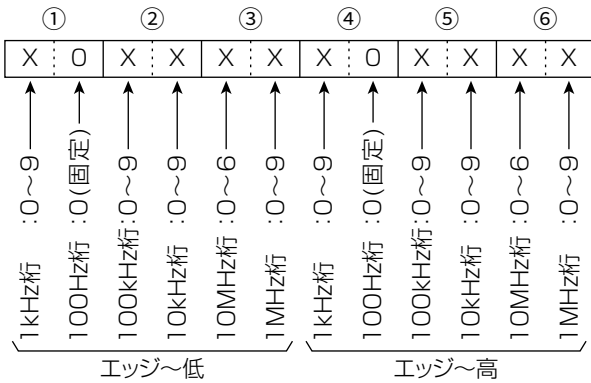 ① ② ③ ④ ⑤ ⑥
X 0 X X X X X 0 X X X X
1kHz桁 :0〜9
100Hz桁 :0(固定)
100kHz桁:0〜9
10kHz桁 :0〜9
10MHz桁 :0〜6
1MHz桁 :0〜9
1kHz桁 :0〜9
100Hz桁 :0(固定)
100kHz桁:0〜9
10kHz桁 :0〜9
10MHz桁 :0〜6
1MHz桁 :0〜9
エッジ〜低 エッジ〜高